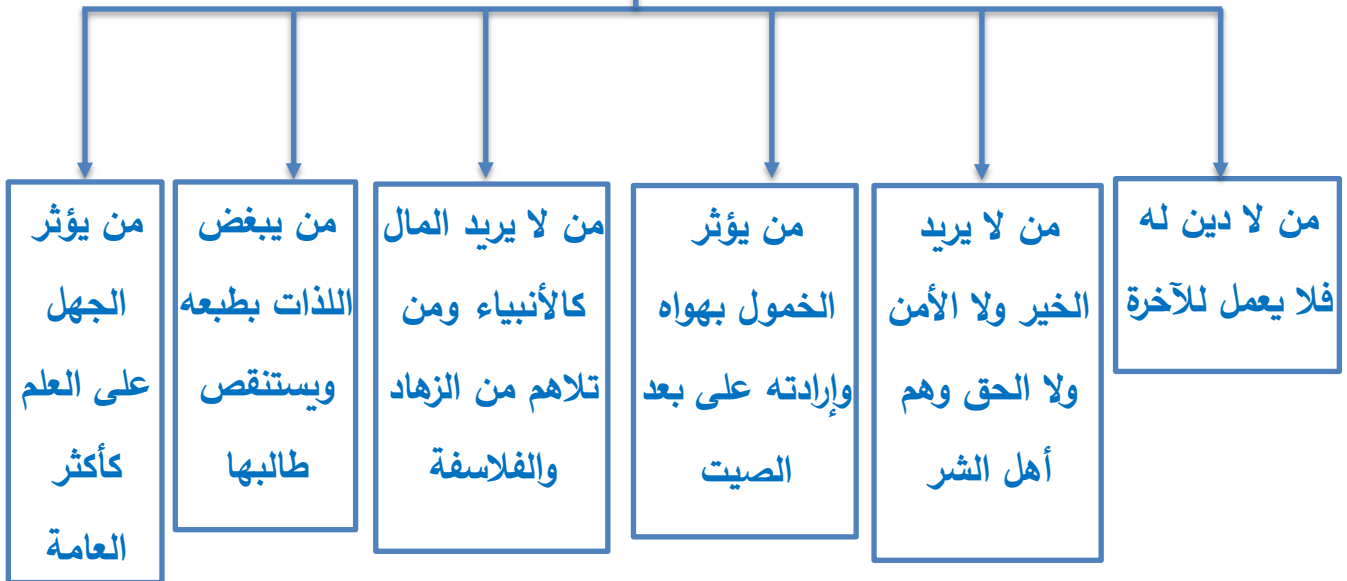 من لا دين له
فلا يعمل للآخرة
من لا يريد
الخير ولا الأمن
ولا الحق وهم
أهل الشر
من يؤثر
الخمول بهواه
وإرادته على بعد
الصيت
من لا يريد المال
كالأنبياء ومن
تلاهم من الزهاد
والفلاسفة
من يبغض
اللذات بطبعه
ويستنقص
طالبها
من يؤثر
الجهل
على العلم
كأكثر
العامة